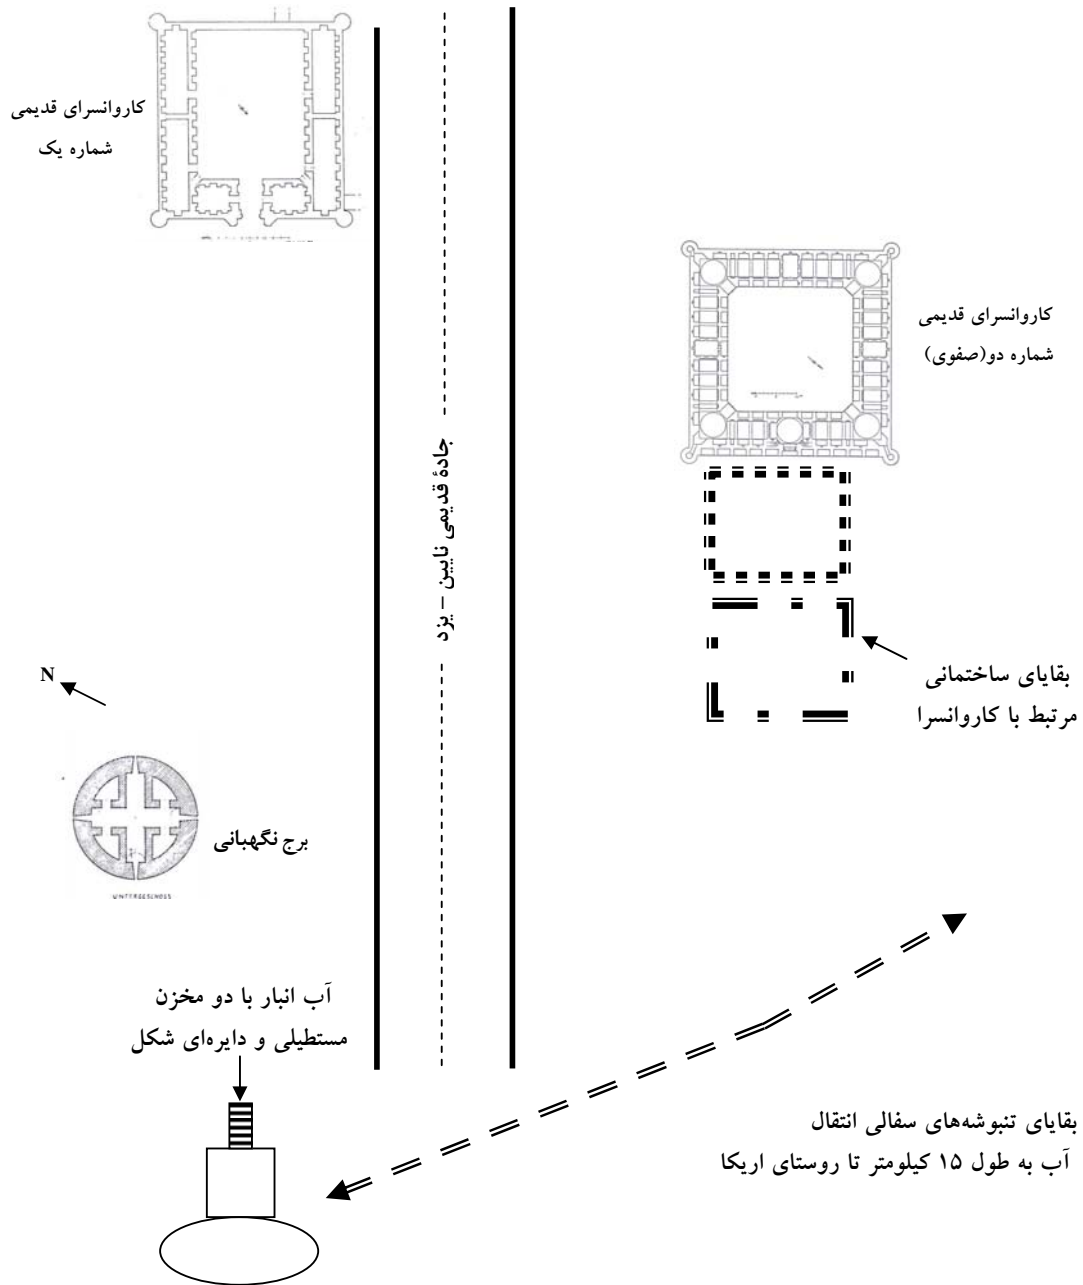 کاروانسرای قدیمی
شماره یک
کاروانسرای قدیمی
شماره دو(صفوی)
جادهٔ قدیمی نایین – یزد
بقایای ساختمانی
مرتبط با کاروانسرا
N
برج نگهبانی
UNTERGESCHOSS
آب انبار با دو مخزن
مستطیلی و دایره‌ای شکل
بقایای تنبوشه‌های سفالی انتقال
آب به طول ۱۵ کیلومتر تا روستای اریکا